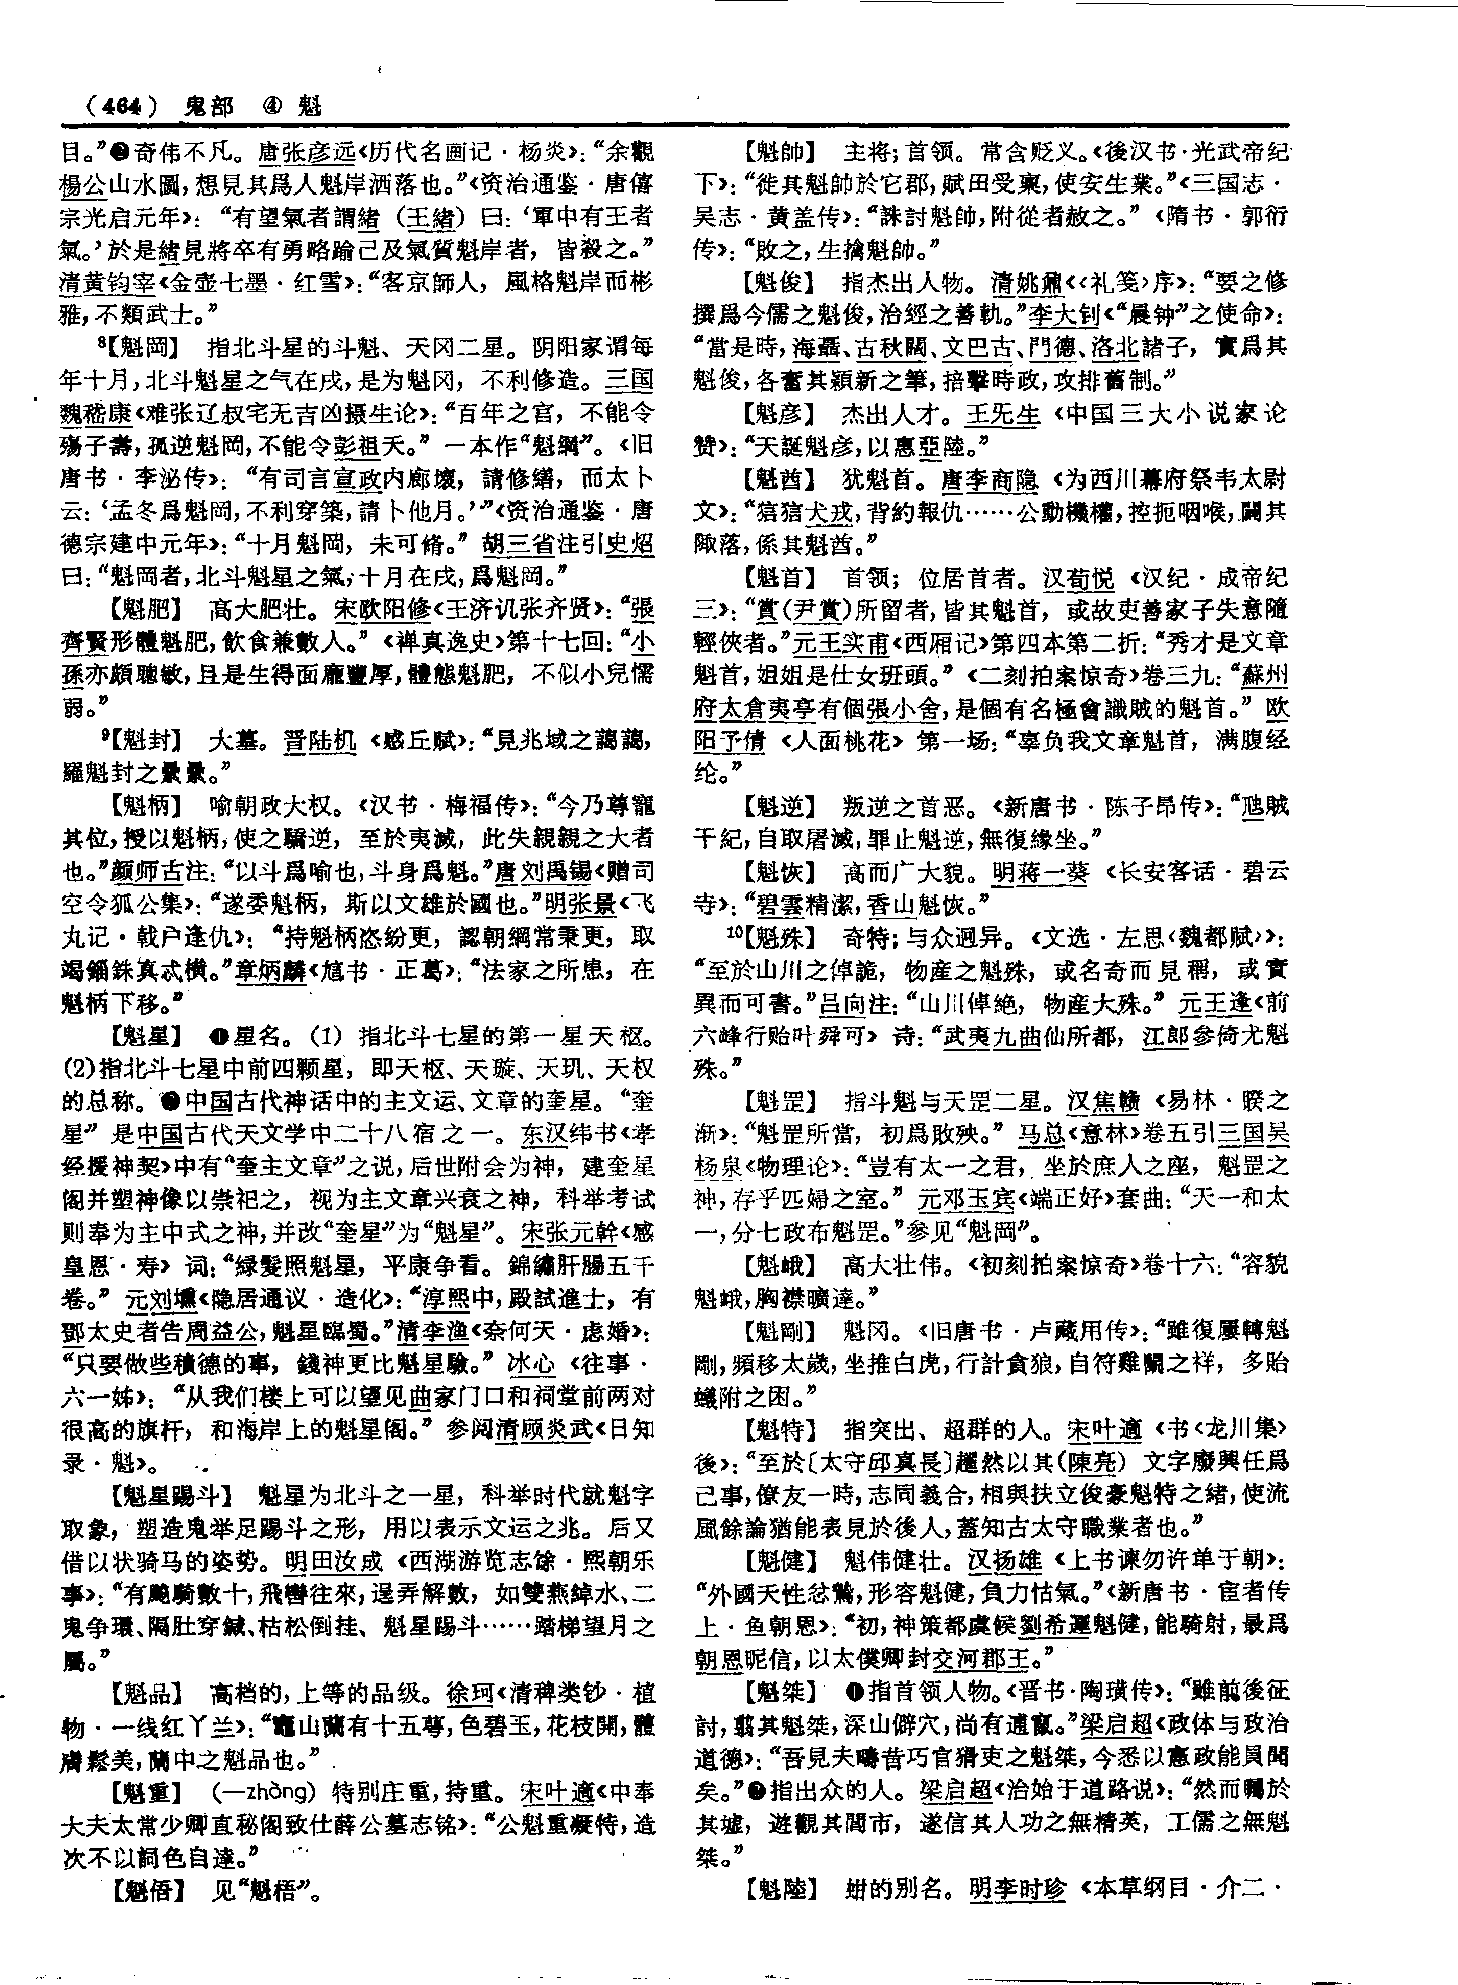 （464） 鬼部 ④ 魁
目。”❷奇伟不凡。唐张彦远《历代名画记·杨炎》：“余觀
楊公山水圖，想見其爲人魁岸洒落也。”《资治通鉴·唐僖
宗光启元年》：“有望氣者謂緒（王緒）曰：‘軍中有王者
氣。’於是緒見將卒有勇略踰己及氣質魁岸者，皆殺之。”
清黄钧宰《金壶七墨·红雪》：“客京師人，風格魁岸而彬
雅，不類武士。”
8【魁岡】 指北斗星的斗魁、天冈二星。阴阳家谓每
年十月，北斗魁星之气在戌，是为魁冈，不利修造。三国
魏嵇康《难张辽叔宅无吉凶摄生论》：“百年之宫，不能令
殤子壽，孤逆魁岡，不能令彭祖夭。”一本作“魁綱”。《旧
唐书·李泌传》：“有司言宣政内廊壞，請修繕，而太卜
云：‘孟冬爲魁岡，不利穿築，請卜他月。’”《资治通鉴·唐
德宗建中元年》：“十月魁岡，未可脩。”胡三省注引史炤
曰：“魁岡者，北斗魁星之氣，十月在戌，爲魁岡。”
【魁肥】 高大肥壮。宋欧阳修《王济讥张齐贤》：“張
齊賢形體魁肥，飲食兼數人。”《禅真逸史》第十七回：“小
孫亦頗聰敏，且是生得面龐豐厚，體態魁肥，不似小兒懦
弱。”
9【魁封】 大墓。晋陆机《感丘赋》：“見兆域之藹藹，
羅魁封之纍纍。”
【魁柄】 喻朝政大权。《汉书·梅福传》：“今乃尊寵
其位，授以魁柄，使之驕逆，至於夷滅，此失親親之大者
也。”颜师古注：“以斗爲喻也，斗身爲魁。”唐刘禹锡《赠司
空令狐公集》：“遂委魁柄，斯以文雄於國也。”明张景《飞
丸记·戟户逢仇》：“持魁柄恣紛更，認朝綱常秉更，取
竭錙銖真忒横。”章炳麟《訄书·正葛》：“法家之所患，在
魁柄下移。”
【魁星】 ❶星名。（1）指北斗七星的第一星天枢。
（2）指北斗七星中前四颗星，即天枢、天璇、天玑、天权
的总称。❷中国古代神话中的主文运、文章的奎星。“奎
星”是中国古代天文学中二十八宿之一。东汉纬书《孝
经援神契》中有“奎主文章”之说，后世附会为神，建奎星
阁并塑神像以崇祀之，视为主文章兴衰之神，科举考试
则奉为主中式之神，并改“奎星”为“魁星”。宋张元幹《感
皇恩·寿》词：“緑髮照魁星，平康争看。錦繡肝腸五千
卷。”元刘壎《隐居通议·造化》：“淳熙中，殿試進士，有
鄧太史者告周益公，魁星臨蜀。”清李渔《奈何天·虑婚》：
“只要做些積德的事，錢神更比魁星驗。”冰心《往事·
六一姊》：“从我们楼上可以望见曲家门口和祠堂前两对
很高的旗杆，和海岸上的魁星阁。”参阅清顾炎武《日知
录·魁》。
【魁星踢斗】 魁星为北斗之一星，科举时代就魁字
取象，塑造鬼举足踢斗之形，用以表示文运之兆。后又
借以状骑马的姿势。明田汝成《西湖游览志馀·熙朝乐
事》：“有飈騎數十，飛轡往來，逞弄解數，如雙燕綽水、二
鬼争環、隔肚穿鍼、枯松倒挂、魁星踢斗……踏梯望月之
屬。”
【魁品】 高档的，上等的品级。徐珂《清稗类钞·植
物·一线红丫兰》：“竈山蘭有十五萼，色碧玉，花枝開，體
膚鬆美，蘭中之魁品也。”
【魁重】 （—zhòng）特别庄重，持重。宋叶適《中奉
大夫太常少卿直秘阁致仕薛公墓志铭》：“公魁重凝特，造
次不以詞色自達。”
【魁俉】 见“魁梧”。
【魁帥】 主将；首领。常含贬义。《後汉书·光武帝纪
下》：“徙其魁帥於它郡，賦田受稟，使安生業。”《三国志·
吴志·黄盖传》：“誅討魁帥，附從者赦之。”《隋书·郭衍
传》：“敗之，生擒魁帥。”
【魁俊】 指杰出人物。清姚鼐《〈礼笺〉序》：“要之修
撰爲今儒之魁俊，治經之善軌。”李大钊《“晨钟”之使命》：
“當是時，海聶、古秋闊、文巴古、門德、洛北諸子，實爲其
魁俊，各奮其穎新之筆，掊擊時政，攻排舊制。”
【魁彦】 杰出人才。王旡生《中国三大小说家论
赞》：“天誕魁彦，以惠亞陸。”
【魁酋】 犹魁首。唐李商隐《为西川幕府祭韦太尉
文》：“狺狺犬戎，背約報仇……公動機權，控扼咽喉，闢其
陬落，係其魁酋。”
【魁首】 首领；位居首者。汉荀悦《汉纪·成帝纪
三》：“賞（尹賞）所留者，皆其魁首，或故吏善家子失意隨
輕俠者。”元王实甫《西厢记》第四本第二折：“秀才是文章
魁首，姐姐是仕女班頭。”《二刻拍案惊奇》卷三九：“蘇州
府太倉夷亭有個張小舍，是個有名極會識賊的魁首。”欧
阳予倩《人面桃花》第一场：“辜负我文章魁首，满腹经
纶。”
【魁逆】 叛逆之首恶。《新唐书·陈子昂传》：“虺賊
干紀，自取屠滅，罪止魁逆，無復緣坐。”
【魁恢】 高而广大貌。明蒋一葵《长安客话·碧云
寺》：“碧雲精潔，香山魁恢。”
10【魁殊】 奇特；与众迥异。《文选·左思〈魏都赋〉》：
“至於山川之倬詭，物産之魁殊，或名奇而見稱，或實
異而可書。”吕向注：“山川倬絶，物産大殊。”元王逢《前
六峰行贻叶舜可》诗：“武夷九曲仙所都，江郎参倚尤魁
殊。”
【魁罡】 指斗魁与天罡二星。汉焦赣《易林·睽之
渐》：“魁罡所當，初爲敗殃。”马总《意林》卷五引三国吴
杨泉《物理论》：“豈有太一之君，坐於庶人之座，魁罡之
神，存乎匹婦之室。”元邓玉宾《端正好》套曲：“天一和太
一，分七政布魁罡。”参见“魁岡”。
【魁峨】 高大壮伟。《初刻拍案惊奇》卷十六：“容貌
魁峨，胸襟曠達。”
【魁剛】 魁冈。《旧唐书·卢藏用传》：“雖復屢轉魁
剛，頻移太歲，坐推白虎，行計貪狼，自符雞鬭之祥，多貽
蟻附之困。”
【魁特】 指突出、超群的人。宋叶適《书〈龙川集〉
後》：“至於〔太守邱真長〕趯然以其（陳亮）文字廢興任爲
己事，僚友一時，志同義合，相與扶立俊豪魁特之緒，使流
風餘論猶能表見於後人，蓋知古太守職業者也。”
【魁健】 魁伟健壮。汉扬雄《上书谏勿许单于朝》：
“外國天性忿鷙，形容魁健，負力怙氣。”《新唐书·宦者传
上·鱼朝恩》：“初，神策都虞候劉希暹魁健，能騎射，最爲
朝恩昵信，以太僕卿封交河郡王。”
【魁桀】 ❶指首领人物。《晋书·陶璜传》：“雖前後征
討，翦其魁桀，深山僻穴，尚有逋竄。”梁启超《政体与政治
道德》：“吾見夫疇昔巧官猾吏之魁桀，今悉以憲政能員聞
矣。”❷指出众的人。梁启超《治始于道路说》：“然而觸於
其墟，遊觀其闤市，遂信其人功之無精英，工儒之無魁
桀。”
【魁陸】 蚶的别名。明李时珍《本草纲目·介二·